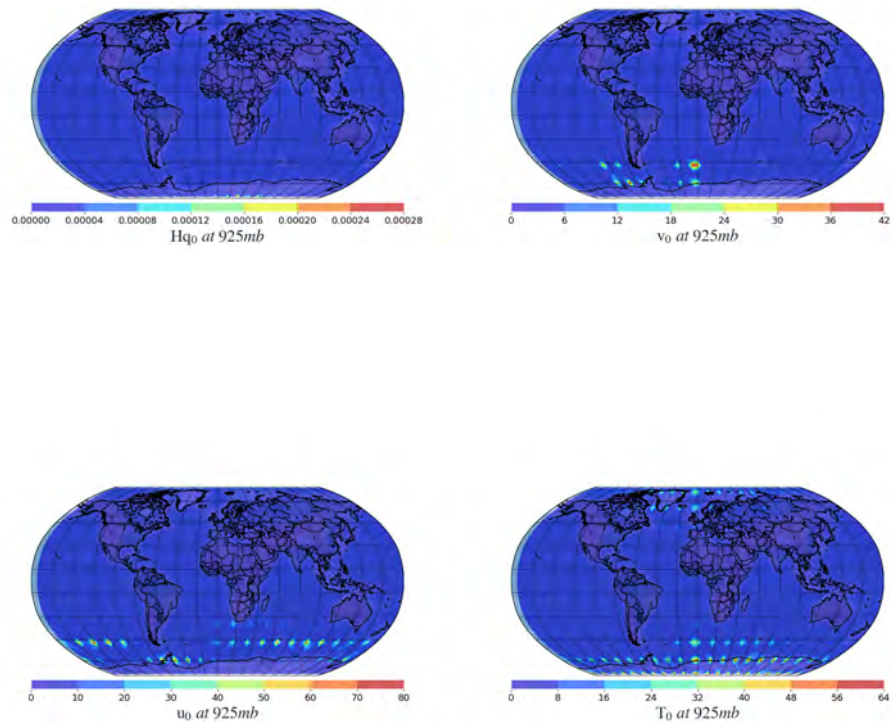 0.00000 0.00004 0.00008 0.00012 0.00016 0.00020 0.00024 0.00028
Hq₀ at 925mb
0 6 12 18 24 30 36 42
v₀ at 925mb
0 10 20 30 40 50 60 70 80
u₀ at 925mb
0 8 16 24 32 40 48 56 64
T₀ at 925mb